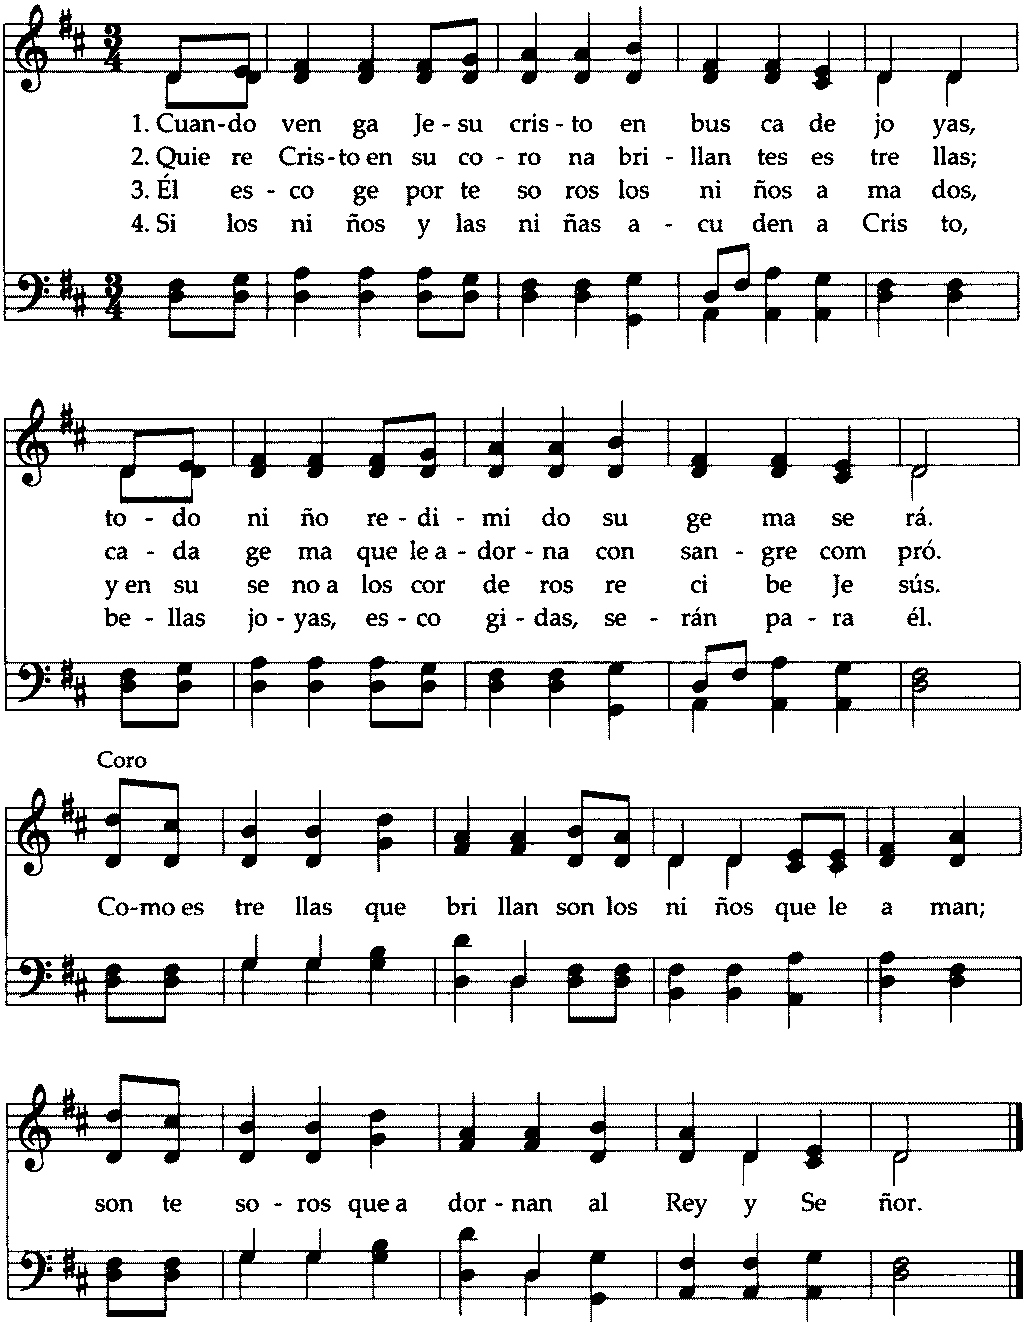 3
4
1. Cuan-do ven ga Je - su cris - to en bus ca de jo yas,
2. Quie re Cris-to en su co - ro na bri - llan tes es tre llas;
3. Él es - co ge por te so ros los ni ños a ma dos,
4. Si los ni ños y las ni ñas a - cu den a Cris to,
3
4
to - do ni ño re - di - mi do su ge ma se rá.
ca - da ge ma que le a - dor - na con san - gre com pró.
y en su se no a los cor de ros re ci be Je sús.
be - llas jo - yas, es - co gi - das, se - rán pa - ra él.
Coro
Co-mo es tre llas que bri llan son los ni ños que le a man;
son te so - ros que a dor - nan al Rey y Se ñor.